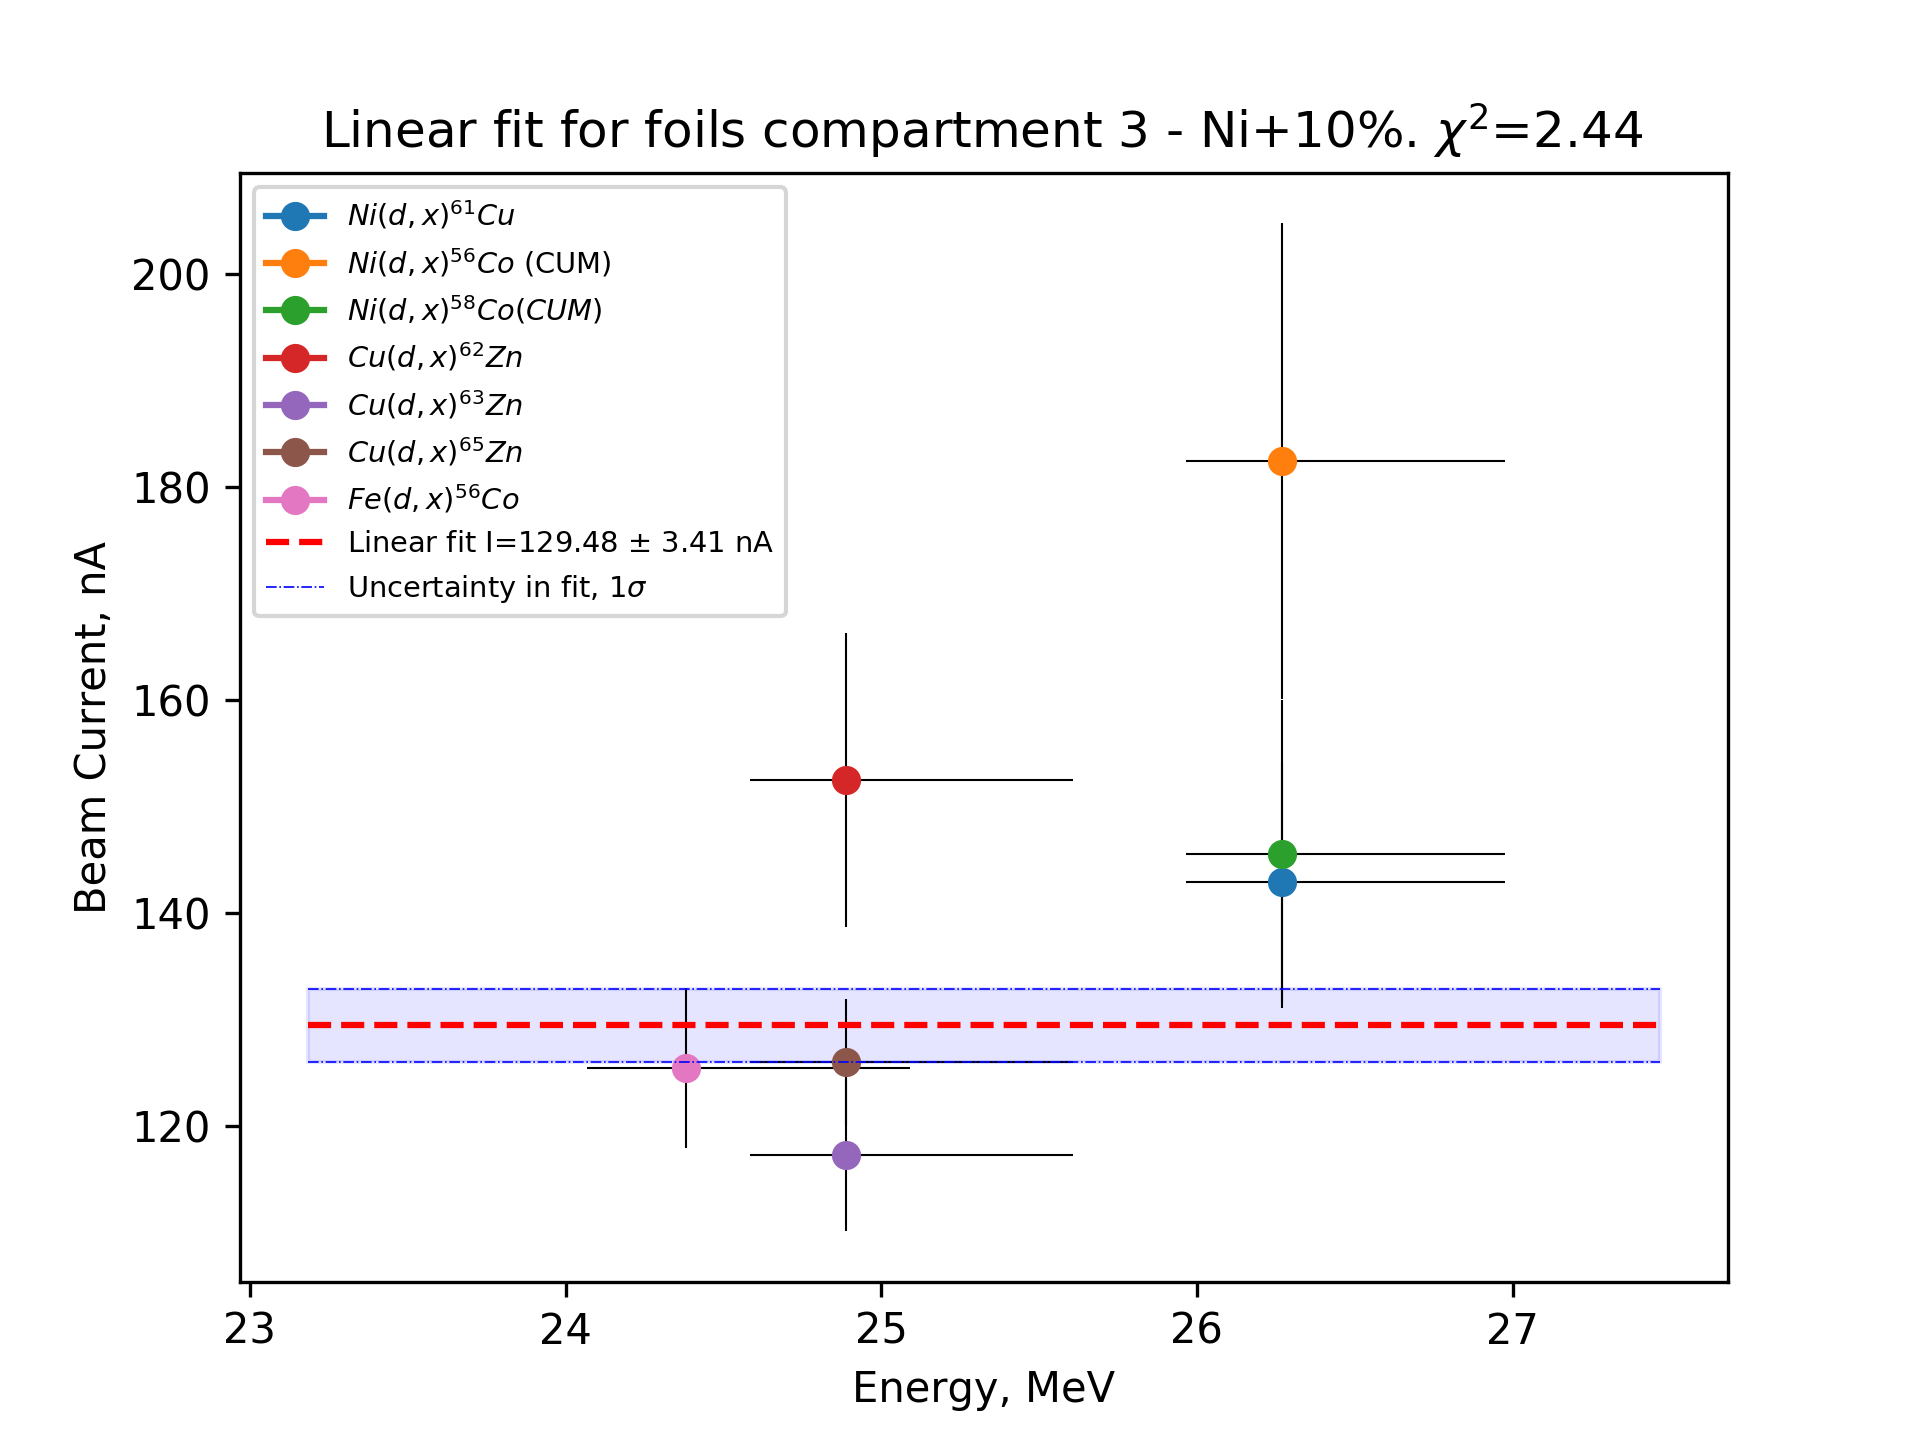 Linear fit for foils compartment 3 - Ni+10%. χ²=2.44
Ni(d, x)⁶¹Cu
Ni(d, x)⁵⁶Co (CUM)
Ni(d, x)⁵⁸Co(CUM)
Cu(d, x)⁶²Zn
Cu(d, x)⁶³Zn
Cu(d, x)⁶⁵Zn
Fe(d, x)⁵⁶Co
Linear fit I=129.48 ± 3.41 nA
Uncertainty in fit, 1σ
Beam Current, nA
200
180
160
140
120
23 24 25 26 27
Energy, MeV